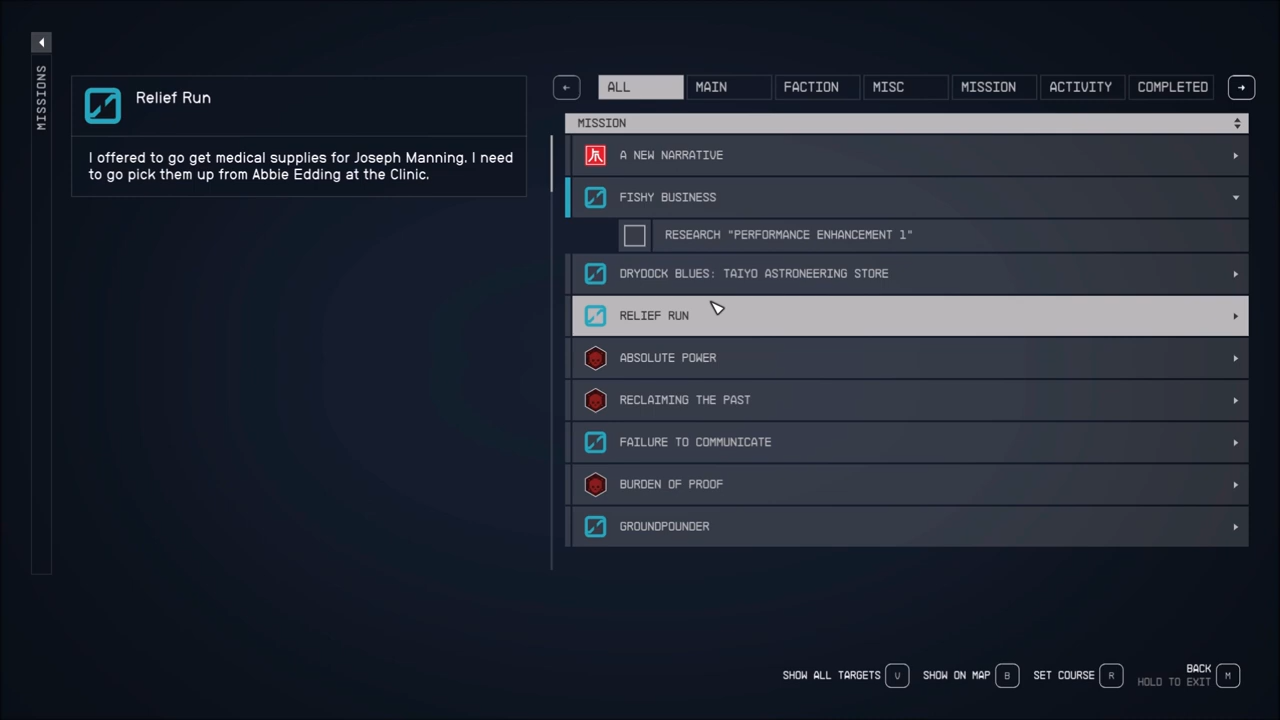 MISSIONS
Relief Run
I offered to go get medical supplies for Joseph Manning. I need
to go pick them up from Abbie Edding at the Clinic.
ALL MAIN FACTION MISC MISSION ACTIVITY COMPLETED
MISSION
A NEW NARRATIVE
FISHY BUSINESS
RESEARCH "PERFORMANCE ENHANCEMENT 1"
DRYDOCK BLUES: TAIYO ASTRONEERING STORE
RELIEF RUN
ABSOLUTE POWER
RECLAIMING THE PAST
FAILURE TO COMMUNICATE
BURDEN OF PROOF
GROUNDPOUNDER
SHOW ALL TARGETS V SHOW ON MAP B SET COURSE R BACK M
HOLD TO EXIT